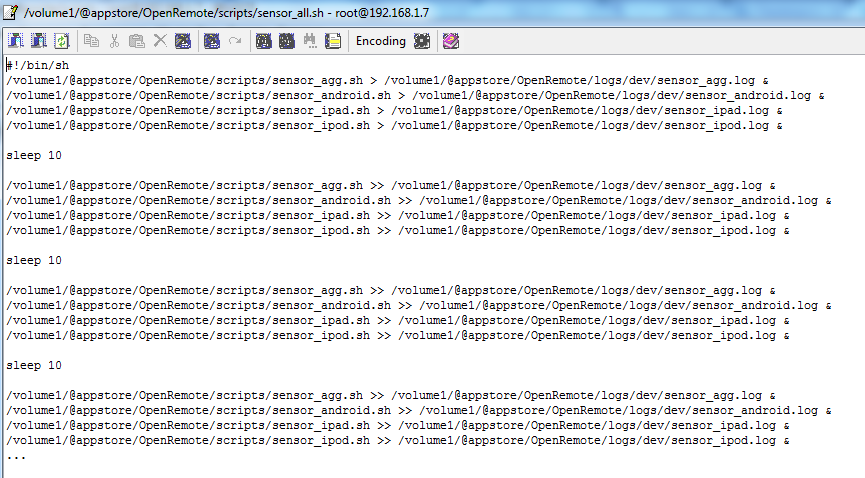 /volume1/@appstore/OpenRemote/scripts/sensor_all.sh - root@192.168.1.7
Encoding
#!/bin/sh
/volume1/@appstore/OpenRemote/scripts/sensor_agg.sh > /volume1/@appstore/OpenRemote/logs/dev/sensor_agg.log &
/volume1/@appstore/OpenRemote/scripts/sensor_android.sh > /volume1/@appstore/OpenRemote/logs/dev/sensor_android.log &
/volume1/@appstore/OpenRemote/scripts/sensor_ipad.sh > /volume1/@appstore/OpenRemote/logs/dev/sensor_ipad.log &
/volume1/@appstore/OpenRemote/scripts/sensor_ipod.sh > /volume1/@appstore/OpenRemote/logs/dev/sensor_ipod.log &
sleep 10
/volume1/@appstore/OpenRemote/scripts/sensor_agg.sh >> /volume1/@appstore/OpenRemote/logs/dev/sensor_agg.log &
/volume1/@appstore/OpenRemote/scripts/sensor_android.sh >> /volume1/@appstore/OpenRemote/logs/dev/sensor_android.log &
/volume1/@appstore/OpenRemote/scripts/sensor_ipad.sh >> /volume1/@appstore/OpenRemote/logs/dev/sensor_ipad.log &
/volume1/@appstore/OpenRemote/scripts/sensor_ipod.sh >> /volume1/@appstore/OpenRemote/logs/dev/sensor_ipod.log &
sleep 10
/volume1/@appstore/OpenRemote/scripts/sensor_agg.sh >> /volume1/@appstore/OpenRemote/logs/dev/sensor_agg.log &
/volume1/@appstore/OpenRemote/scripts/sensor_android.sh >> /volume1/@appstore/OpenRemote/logs/dev/sensor_android.log &
/volume1/@appstore/OpenRemote/scripts/sensor_ipad.sh >> /volume1/@appstore/OpenRemote/logs/dev/sensor_ipad.log &
/volume1/@appstore/OpenRemote/scripts/sensor_ipod.sh >> /volume1/@appstore/OpenRemote/logs/dev/sensor_ipod.log &
sleep 10
/volume1/@appstore/OpenRemote/scripts/sensor_agg.sh >> /volume1/@appstore/OpenRemote/logs/dev/sensor_agg.log &
/volume1/@appstore/OpenRemote/scripts/sensor_android.sh >> /volume1/@appstore/OpenRemote/logs/dev/sensor_android.log &
/volume1/@appstore/OpenRemote/scripts/sensor_ipad.sh >> /volume1/@appstore/OpenRemote/logs/dev/sensor_ipad.log &
/volume1/@appstore/OpenRemote/scripts/sensor_ipod.sh >> /volume1/@appstore/OpenRemote/logs/dev/sensor_ipod.log &
...